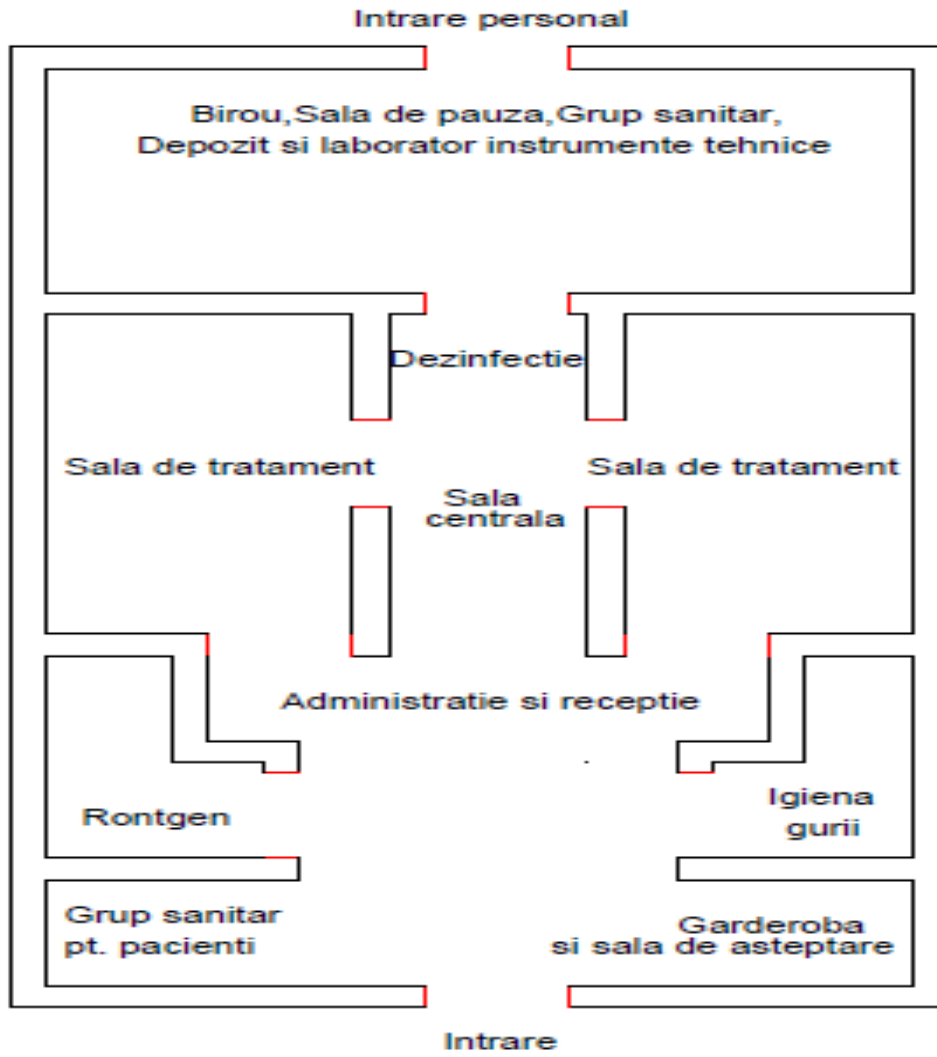 Intrare personal
Birou,Sala de pauza,Grup sanitar,
Depozit si laborator instrumente tehnice
Dezinfectie
Sala de tratament
Sala de tratament
Sala
centrala
Administratie si receptie
Rontgen
Igiena
gurii
Grup sanitar
pt. pacienti
Garderoba
si sala de asteptare
Intrare